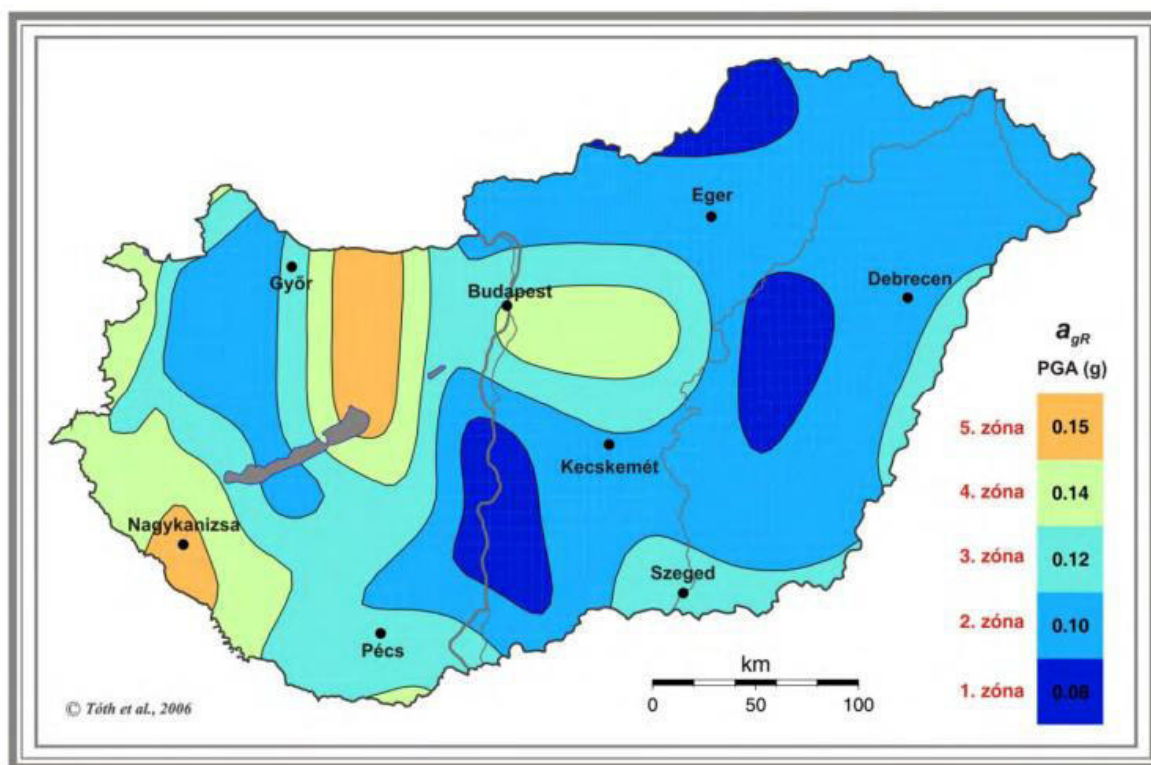 Eger
Győr
Budapest
Debrecen
Kecskemét
Nagykanizsa
Szeged
Pécs
a gR
PGA (g)
5. zóna 0.15
4. zóna 0.14
3. zóna 0.12
2. zóna 0.10
1. zóna 0.08
km
0 50 100
© Tóth et al., 2006